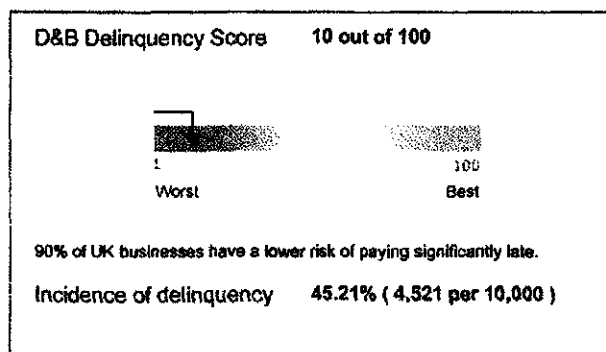 D&B Delinquency Score 10 out of 100
1 100
Worst Best
90% of UK businesses have a lower risk of paying significantly late.
Incidence of delinquency 45.21% ( 4,521 per 10,000 )